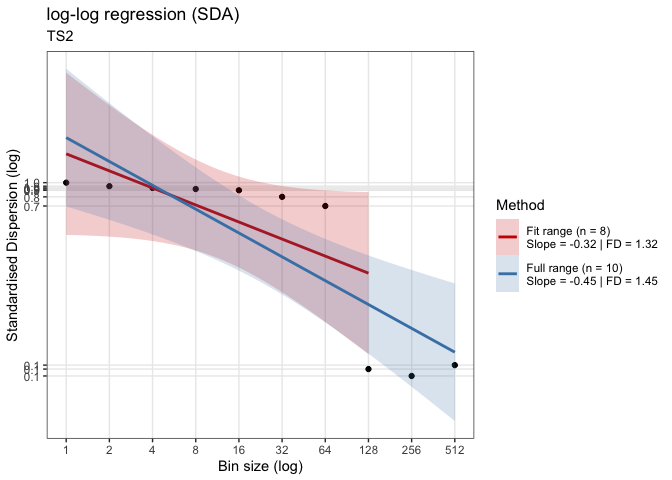 log-log regression (SDA)
TS2
Standardised Dispersion (log)
1.0
0.8
0.7
0.1
0.1
1
2
4
8
16
32
64
128
256
512
Bin size (log)
Method
Fit range (n = 8)
Slope = -0.32 | FD = 1.32
Full range (n = 10)
Slope = -0.45 | FD = 1.45